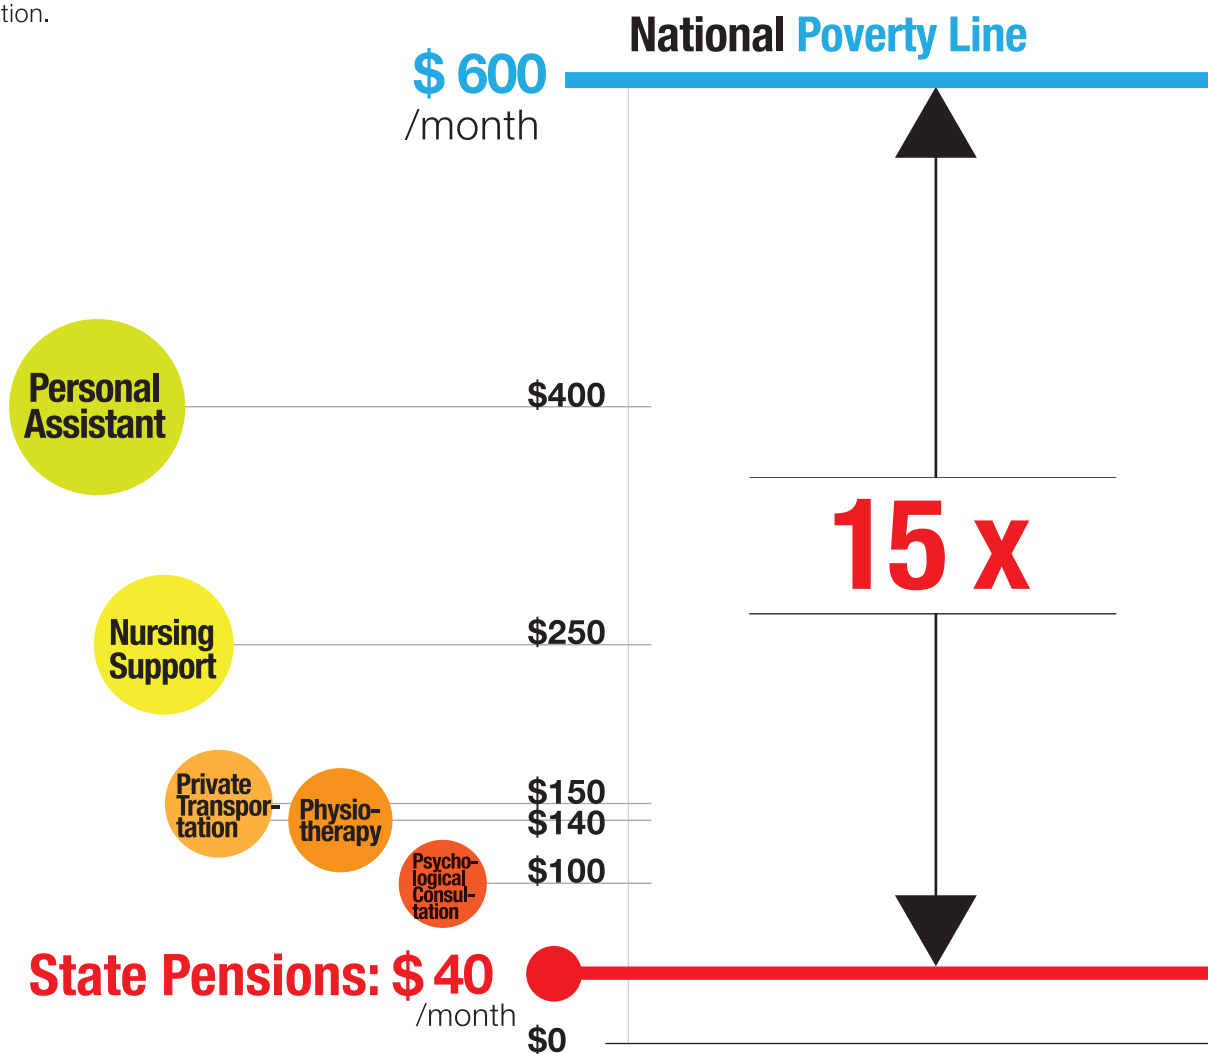 tion.
National Poverty Line
$ 600
/month
Personal
Assistant
$400
15 x
Nursing
Support
$250
Private
Transpor-
tation
Physio-
therapy
$150
$140
Psycho-
logical
Consul-
tation
$100
State Pensions: $ 40
/month
$0